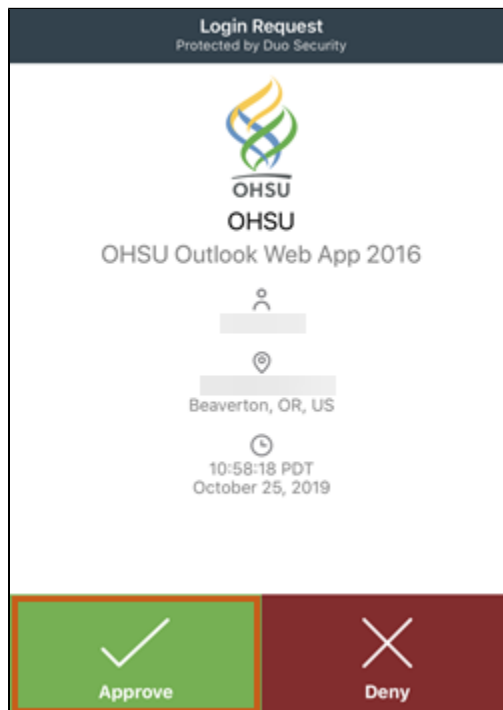 Login Request
Protected by Duo Security
OHSU
OHSU
OHSU Outlook Web App 2016
Beaverton, OR, US
10:58:18 PDT
October 25, 2019
Approve
Deny